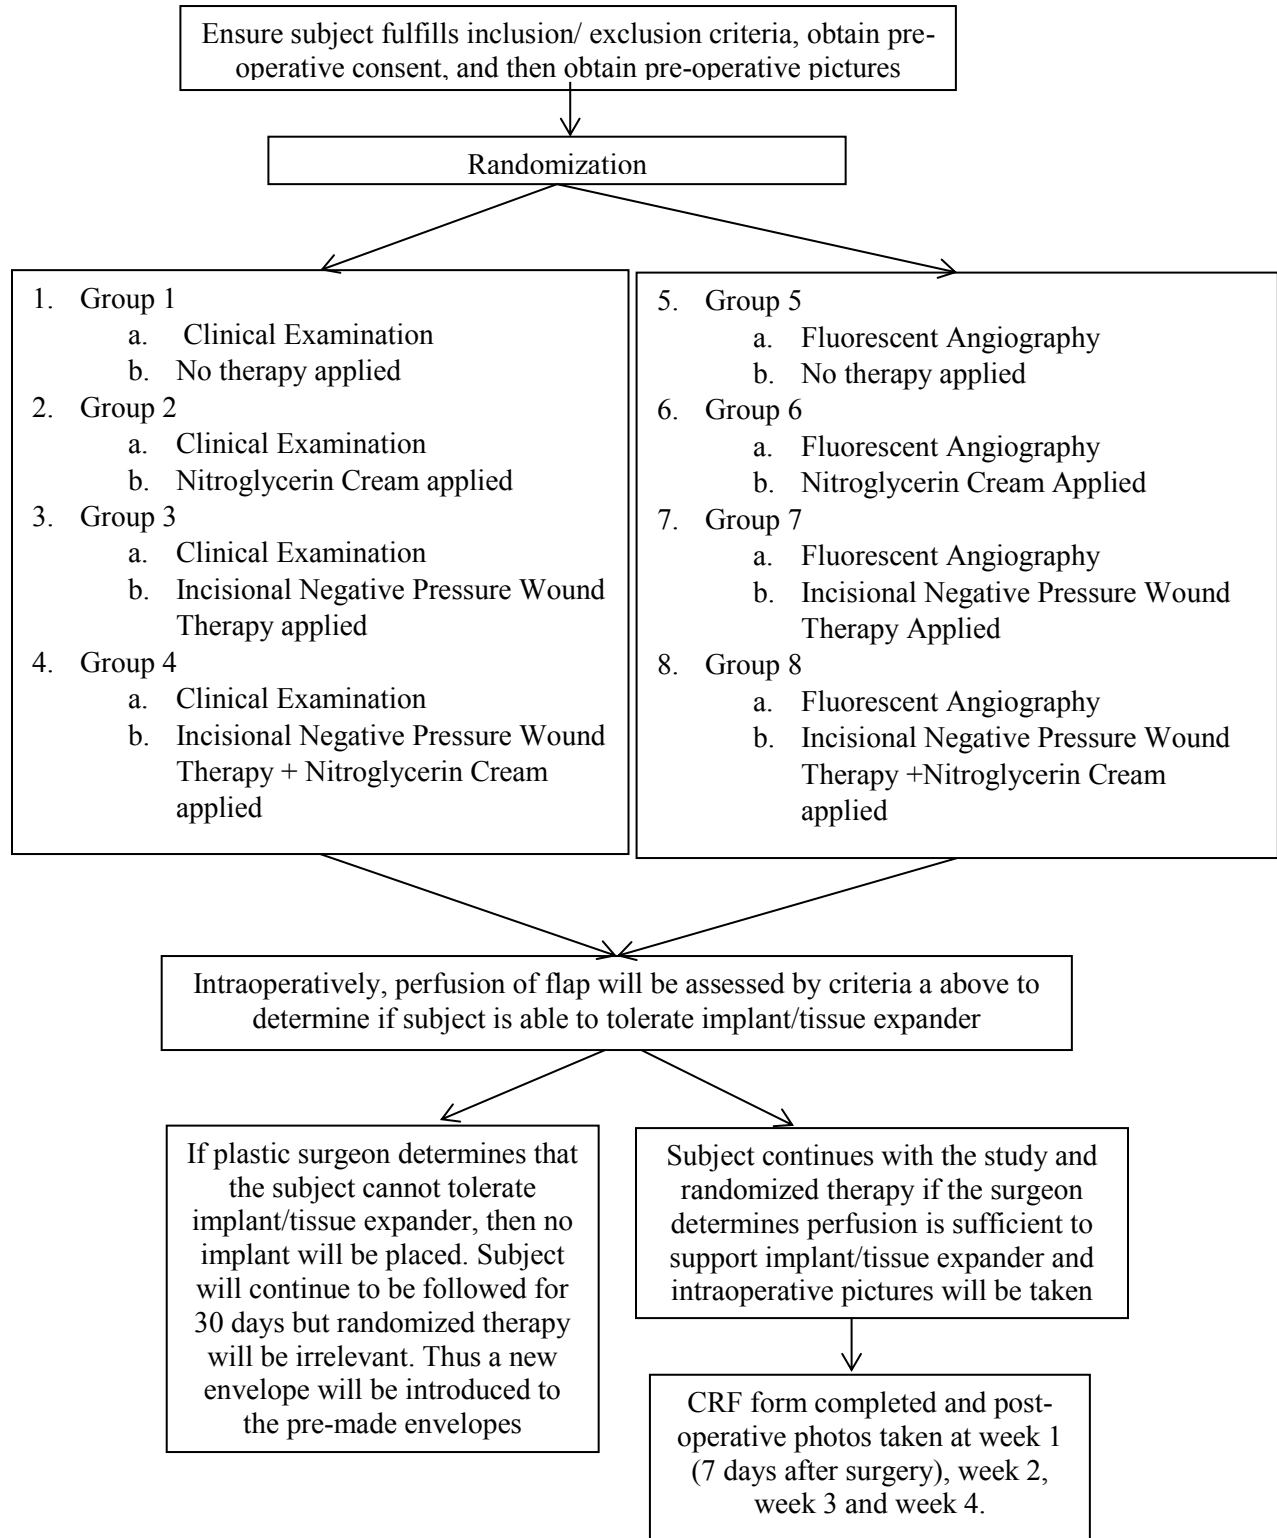 Ensure subject fulfills inclusion/ exclusion criteria, obtain pre-
operative consent, and then obtain pre-operative pictures
Randomization
1. Group 1
a. Clinical Examination
b. No therapy applied
2. Group 2
a. Clinical Examination
b. Nitroglycerin Cream applied
3. Group 3
a. Clinical Examination
b. Incisional Negative Pressure Wound
Therapy applied
4. Group 4
a. Clinical Examination
b. Incisional Negative Pressure Wound
Therapy + Nitroglycerin Cream
applied
5. Group 5
a. Fluorescent Angiography
b. No therapy applied
6. Group 6
a. Fluorescent Angiography
b. Nitroglycerin Cream Applied
7. Group 7
a. Fluorescent Angiography
b. Incisional Negative Pressure Wound
Therapy Applied
8. Group 8
a. Fluorescent Angiography
b. Incisional Negative Pressure Wound
Therapy +Nitroglycerin Cream
applied
Intraoperatively, perfusion of flap will be assessed by criteria a above to
determine if subject is able to tolerate implant/tissue expander
If plastic surgeon determines that
the subject cannot tolerate
implant/tissue expander, then no
implant will be placed. Subject
will continue to be followed for
30 days but randomized therapy
will be irrelevant. Thus a new
envelope will be introduced to
the pre-made envelopes
Subject continues with the study and
randomized therapy if the surgeon
determines perfusion is sufficient to
support implant/tissue expander and
intraoperative pictures will be taken
CRF form completed and post-
operative photos taken at week 1
(7 days after surgery), week 2,
week 3 and week 4.